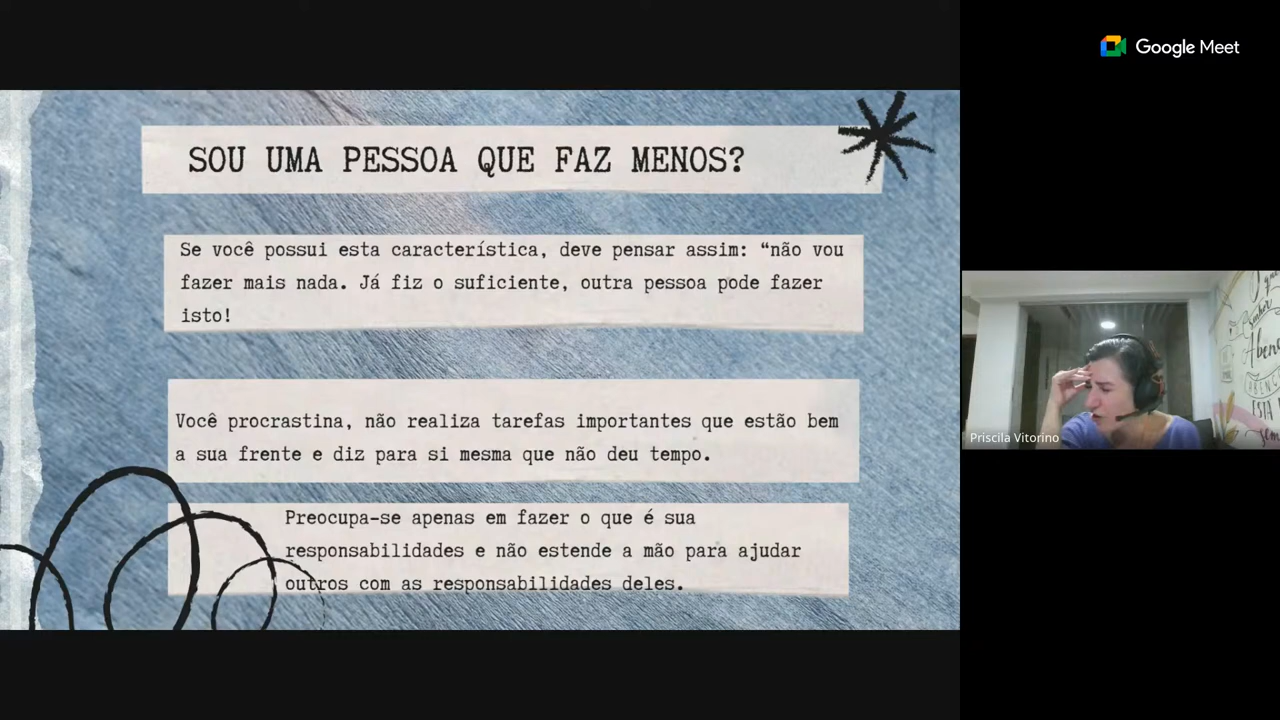 Google Meet
SOU UMA PESSOA QUE FAZ MENOS?
Se você possui esta característica, deve pensar assim: “não vou
fazer mais nada. Já fiz o suficiente, outra pessoa pode fazer
isto!
Você procrastina, não realiza tarefas importantes que estão bem
a sua frente e diz para si mesma que não deu tempo.
Preocupa-se apenas em fazer o que é sua
responsabilidades e não estende a mão para ajudar
outros com as responsabilidades deles.
Priscila Vitorino